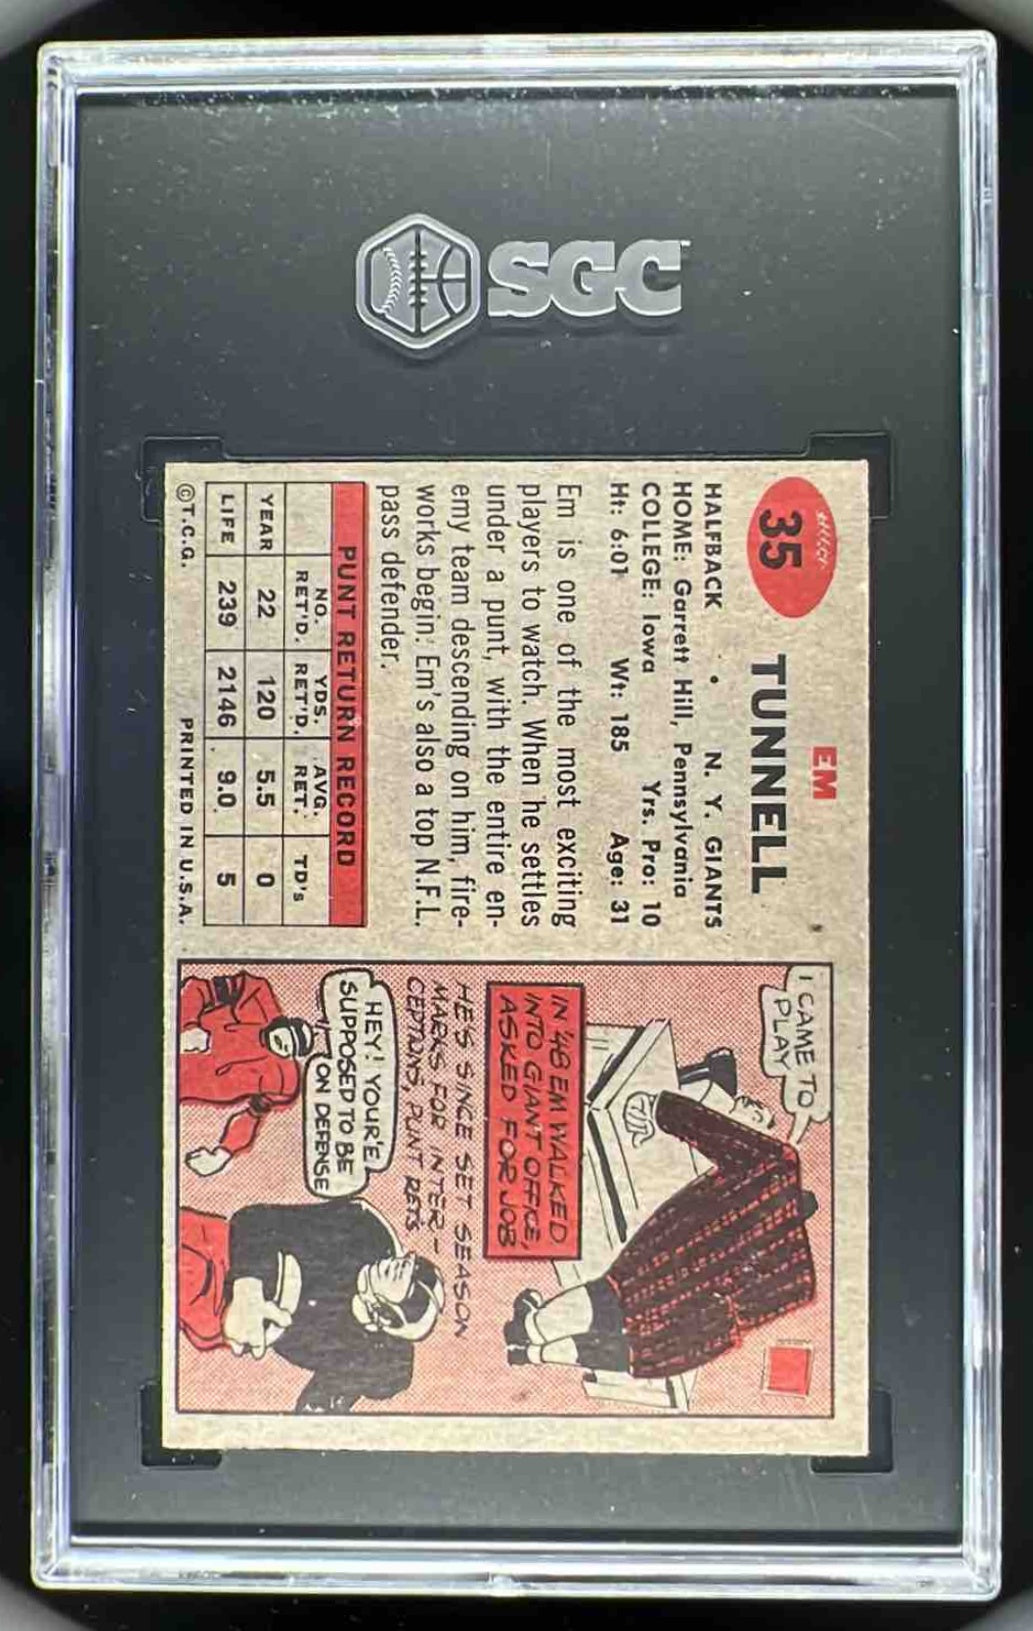 SGC
35
EM
TUNNELL
HALFBACK • N. Y. GIANTS
HOME: Garrett Hill, Pennsylvania
COLLEGE: Iowa Yrs. Pro: 10
Ht: 6:01 Wt: 185 Age: 31
Em is one of the most exciting
players to watch. When he settles
under a punt, with the entire en-
emy team descending on him, fire-
works begin. Em's also a top N.F.L.
pass defender.
PUNT RETURN RECORD
NO. RET'D. YDS. RET'D. AVG. RET. TD's
YEAR 22 120 5.5 0
LIFE 239 2146 9.0 5
©T.C.G. PRINTED IN U.S.A.
I CAME TO
PLAY
IN '48 EM WALKED
INTO GIANT OFFICE,
ASKED FOR JOB
HE'S SINCE SET SEASON
MARKS FOR INTER-
CEPTIONS, PUNT RETS.
HEY! YOUR'E
SUPPOSED TO BE
ON DEFENSE